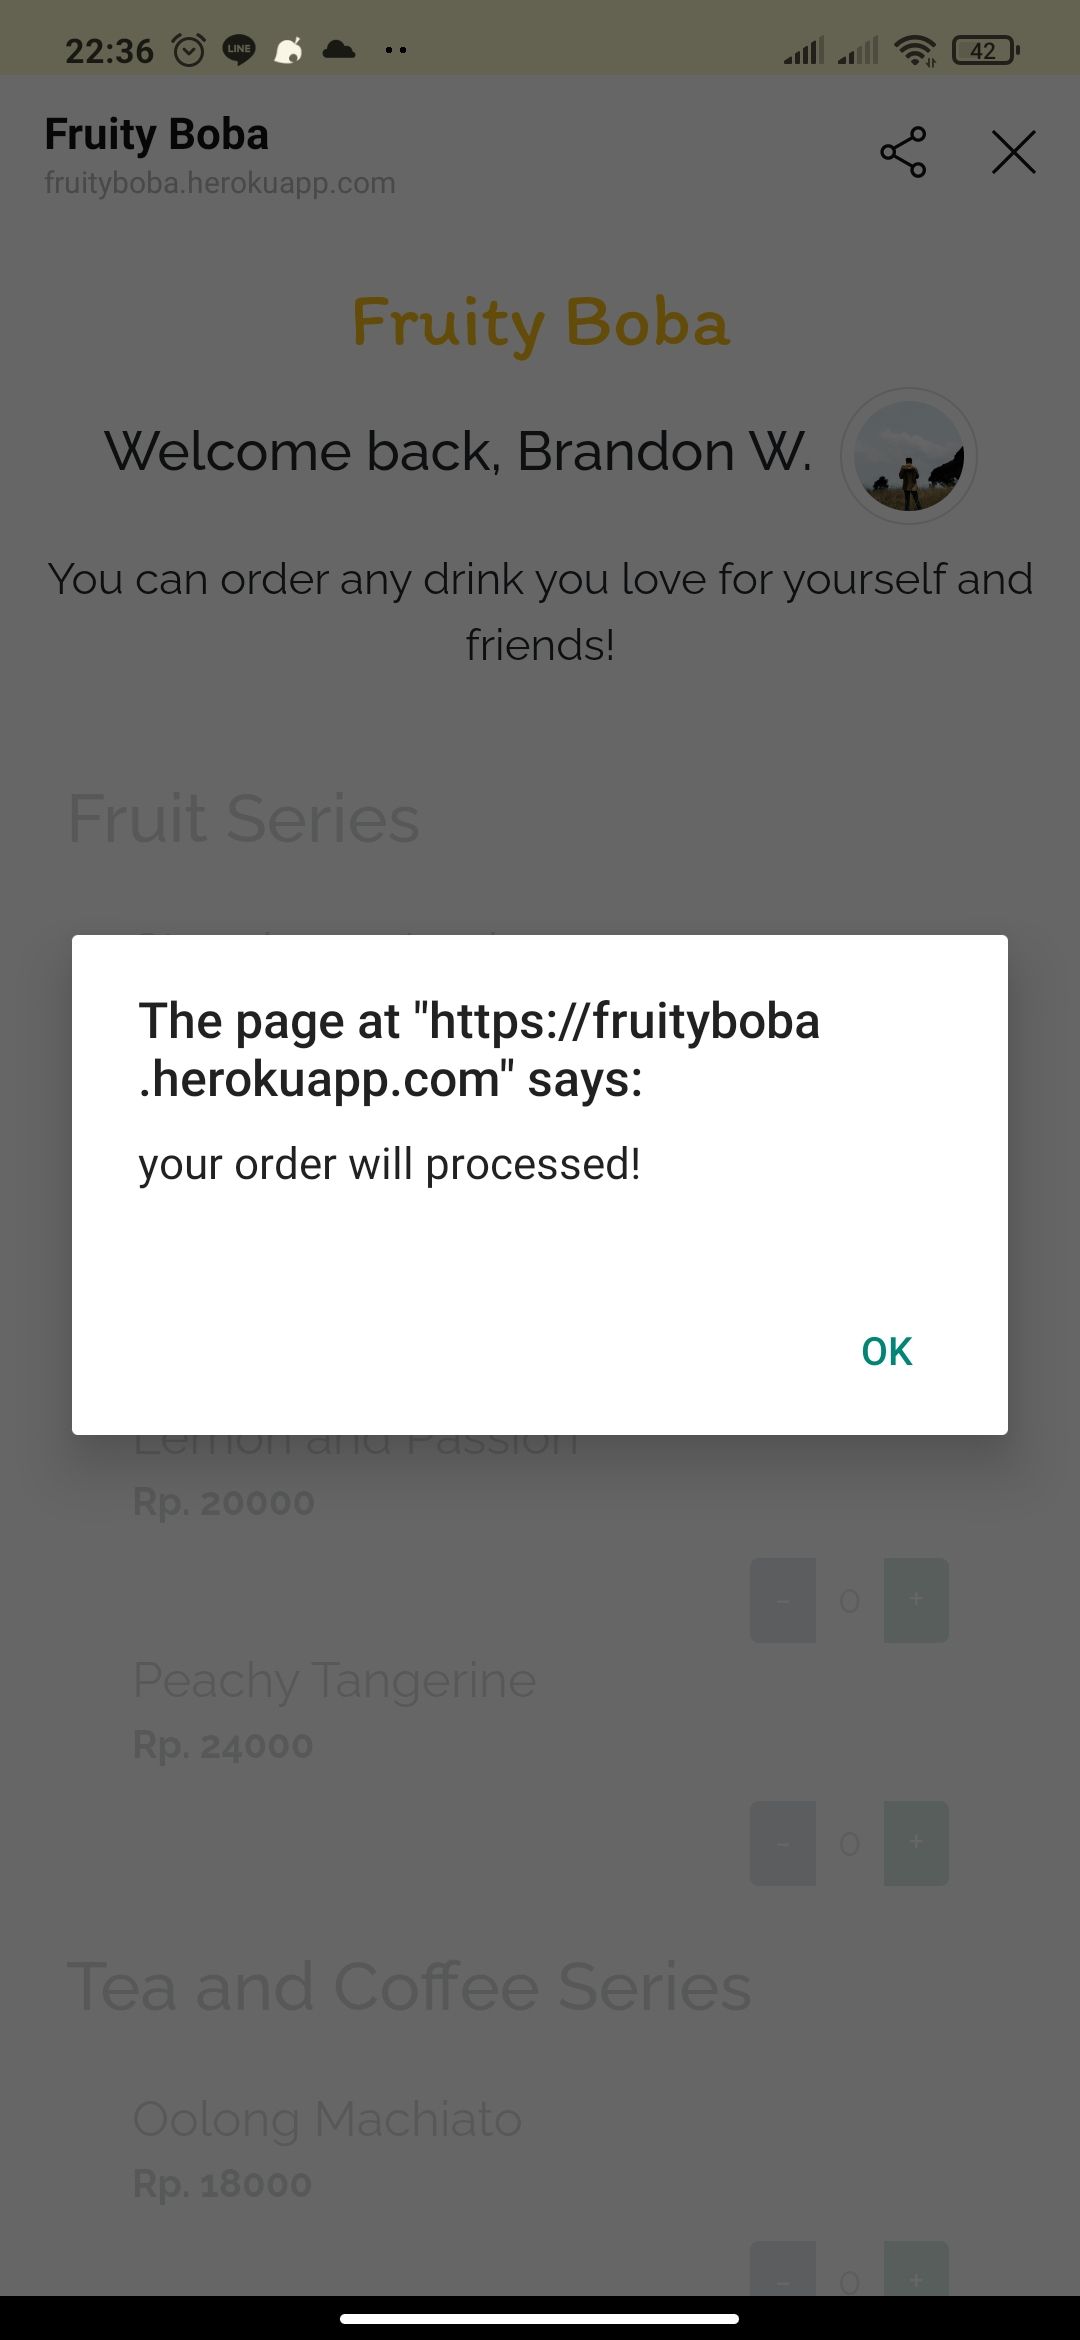 22:36
LINE
42
Fruity Boba
fruityboba.herokuapp.com
Fruity Boba
Welcome back, Brandon W.
You can order any drink you love for yourself and
friends!
Fruit Series
The page at "https://fruityboba
.herokuapp.com" says:
your order will processed!
OK
Lemon and Passion
Rp. 20000
- 0 +
Peachy Tangerine
Rp. 24000
- 0 +
Tea and Coffee Series
Oolong Machiato
Rp. 18000
- 0 +